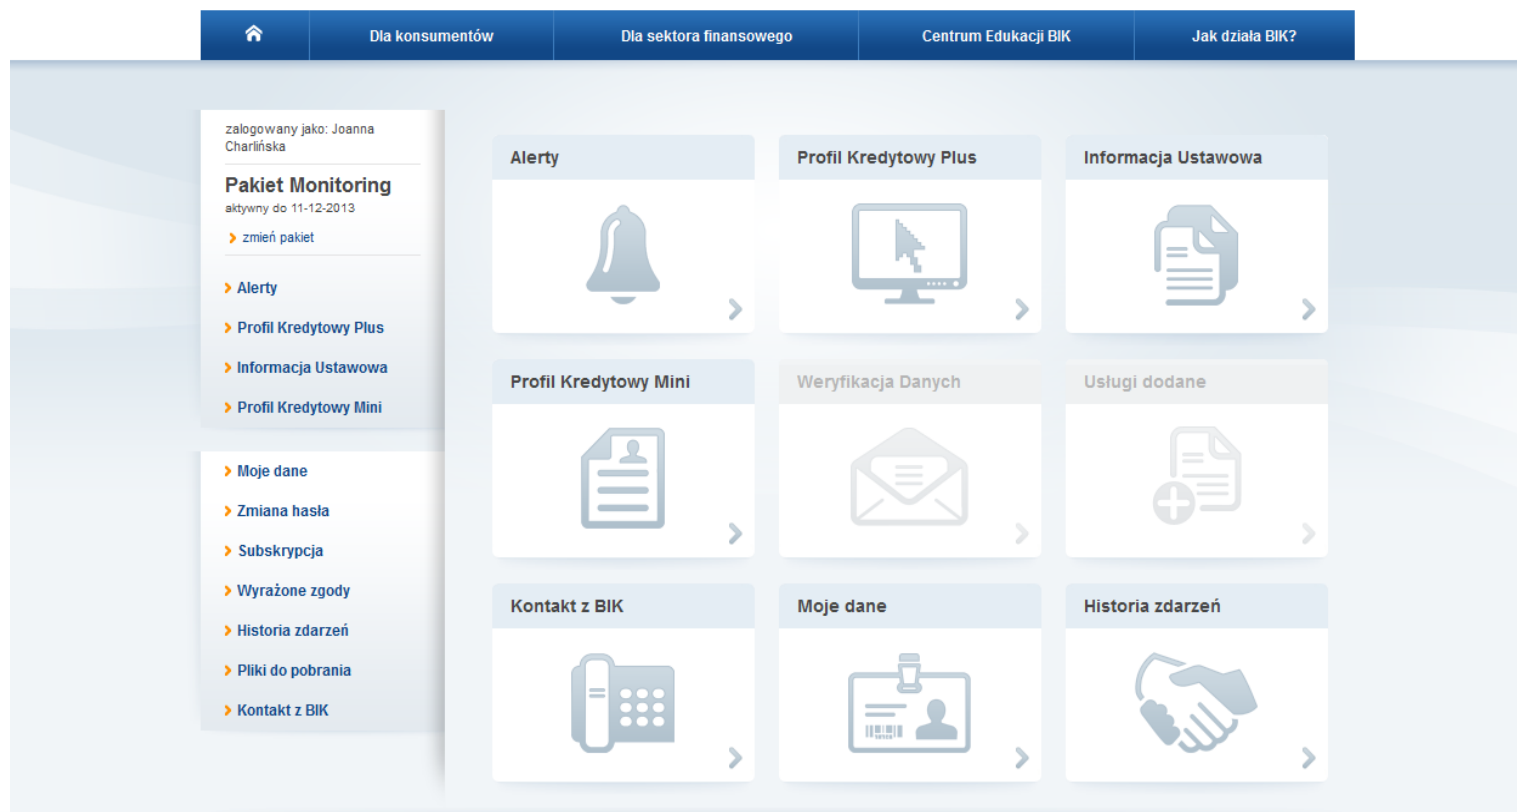 Dla konsumentów
Dla sektora finansowego
Centrum Edukacji BIK
Jak działa BIK?
zalogowany jako: Joanna
Charlińska
Pakiet Monitoring
aktywny do 11-12-2013
zmień pakiet
Alerty
Profil Kredytowy Plus
Informacja Ustawowa
Profil Kredytowy Mini
Moje dane
Zmiana hasła
Subskrypcja
Wyrażone zgody
Historia zdarzeń
Pliki do pobrania
Kontakt z BIK
Alerty
Profil Kredytowy Plus
Informacja Ustawowa
Profil Kredytowy Mini
Weryfikacja Danych
Usługi dodane
Kontakt z BIK
Moje dane
Historia zdarzeń